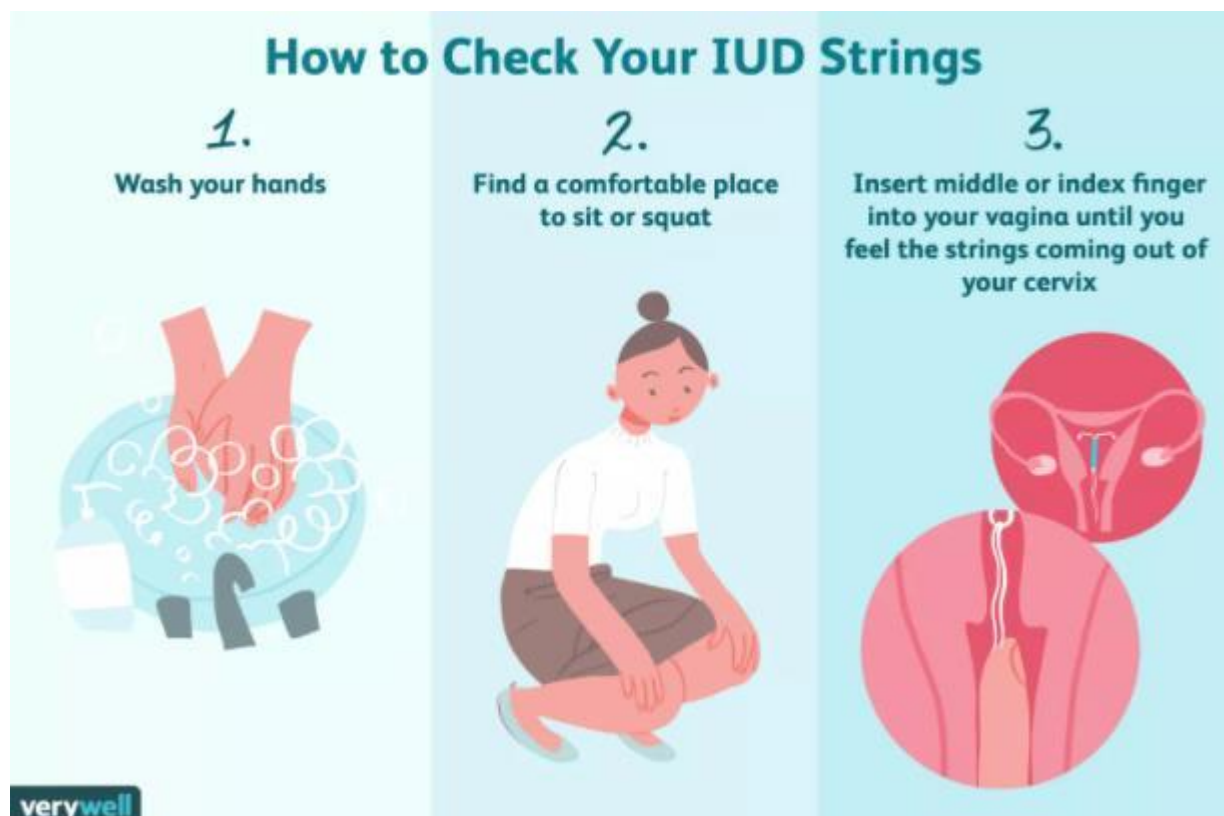 How to Check Your IUD Strings
1.
Wash your hands
2.
Find a comfortable place
to sit or squat
3.
Insert middle or index finger
into your vagina until you
feel the strings coming out of
your cervix
verywell